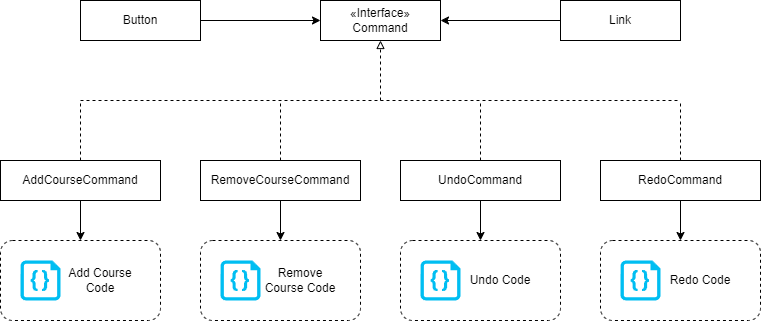 Button
«Interface»
Command
Link
AddCourseCommand
RemoveCourseCommand
UndoCommand
RedoCommand
{} Add Course
Code
{} Remove
Course Code
{} Undo Code
{} Redo Code